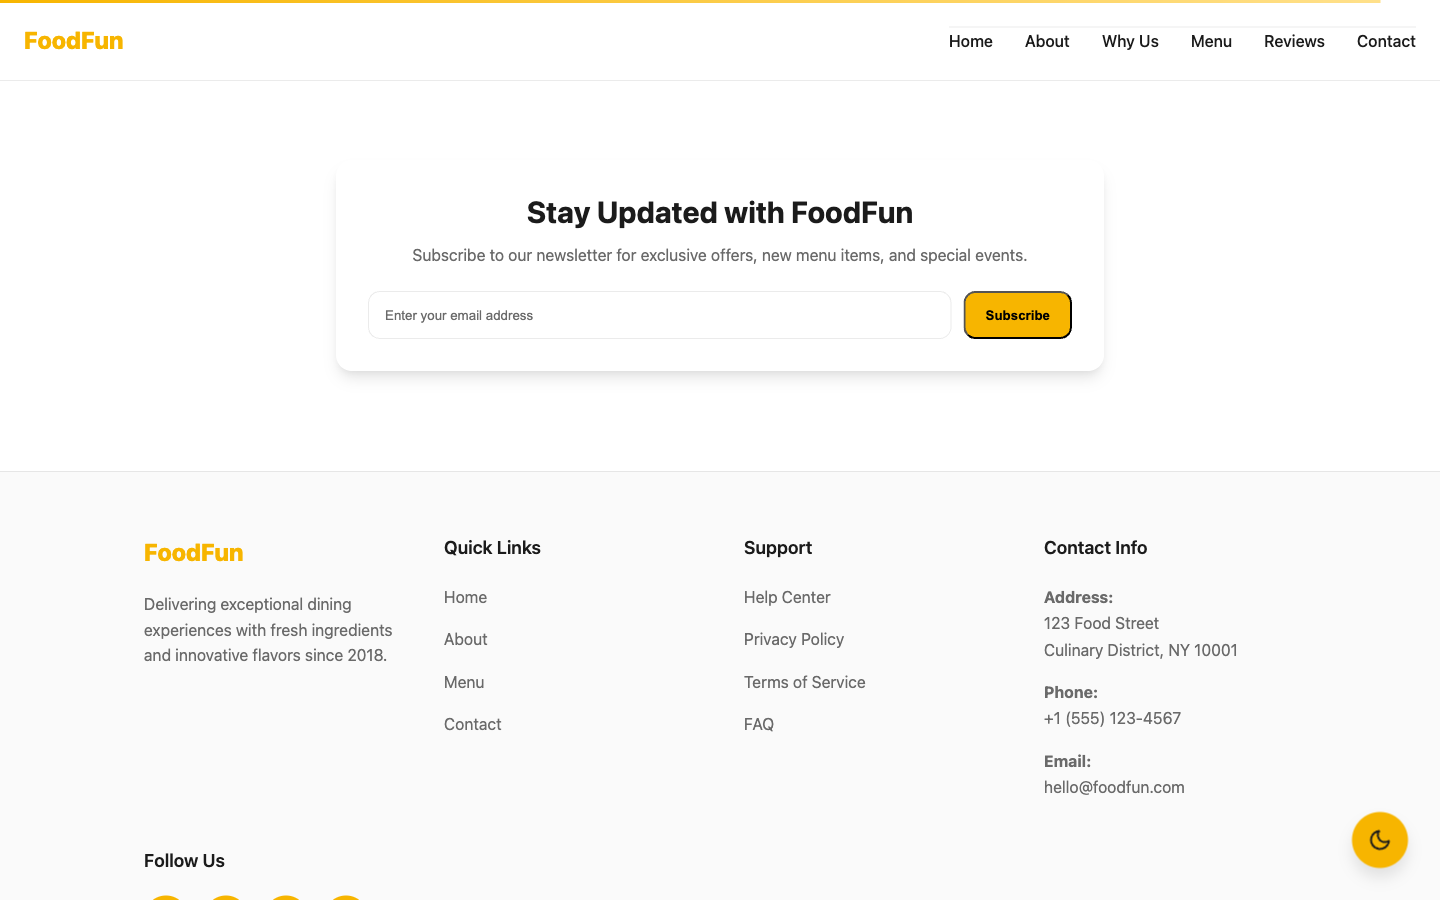 FoodFun
Home About Why Us Menu Reviews Contact
Stay Updated with FoodFun
Subscribe to our newsletter for exclusive offers, new menu items, and special events.
Enter your email address
Subscribe
FoodFun
Delivering exceptional dining
experiences with fresh ingredients
and innovative flavors since 2018.
Quick Links
Home
About
Menu
Contact
Support
Help Center
Privacy Policy
Terms of Service
FAQ
Contact Info
Address:
123 Food Street
Culinary District, NY 10001
Phone:
+1 (555) 123-4567
Email:
hello@foodfun.com
Follow Us